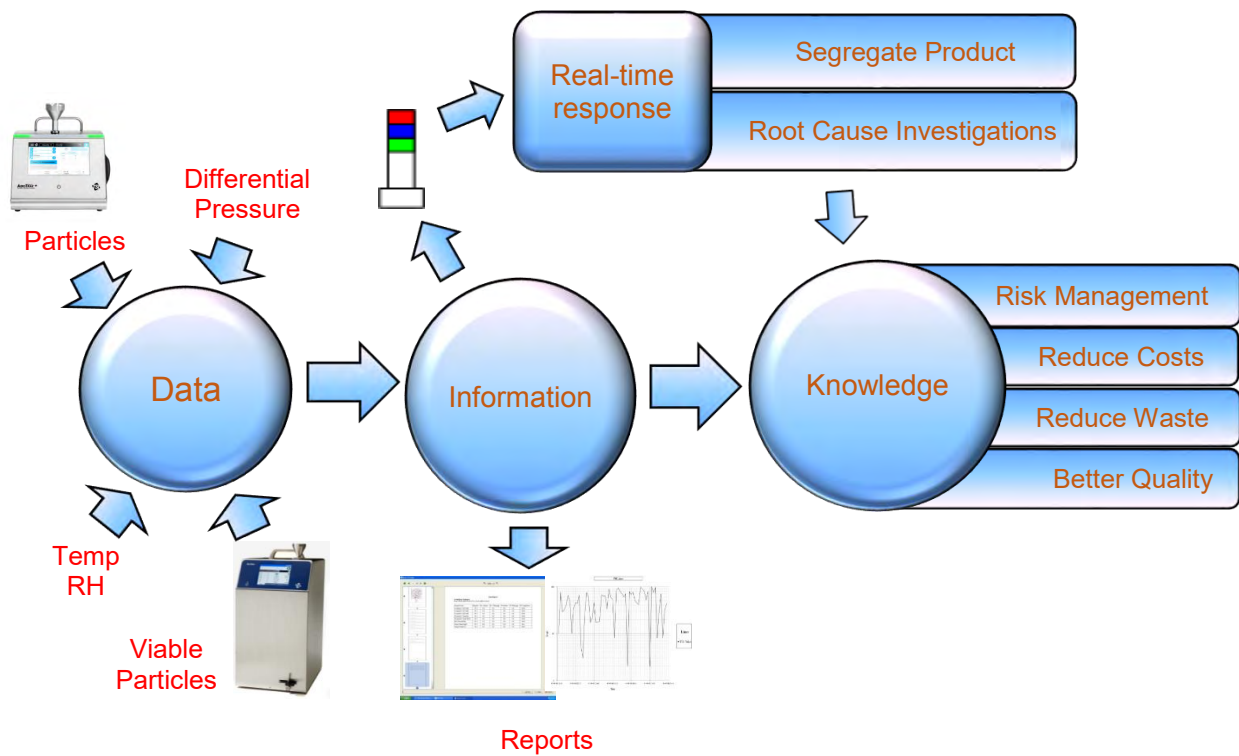 Real-time
response
Segregate Product
Root Cause Investigations
Differential
Pressure
Particles
Data
Information
Knowledge
Risk Management
Reduce Costs
Reduce Waste
Better Quality
Temp
RH
Viable
Particles
Reports